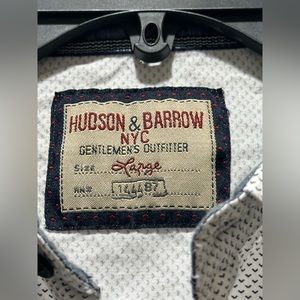 HUDSON & BARROW
NYC
GENTLEMEN'S OUTFITTER
Size Large
RN# 144487